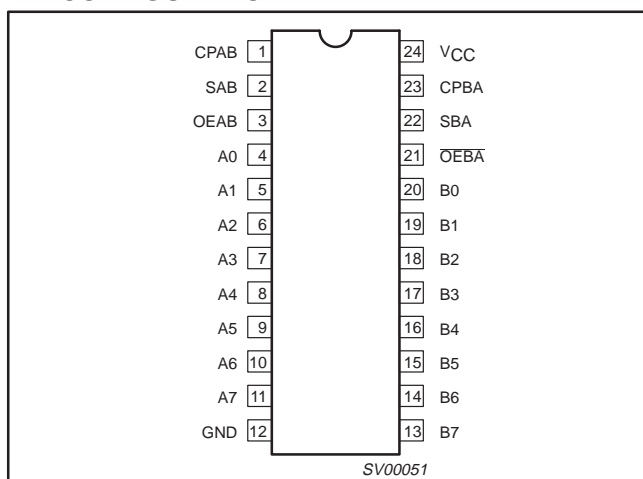 CPAB 1 24 VCC
SAB 2 23 CPBA
OEAB 3 22 SBA
A0 4 21 OEBA
A1 5 20 B0
A2 6 19 B1
A3 7 18 B2
A4 8 17 B3
A5 9 16 B4
A6 10 15 B5
A7 11 14 B6
GND 12 13 B7
SV00051